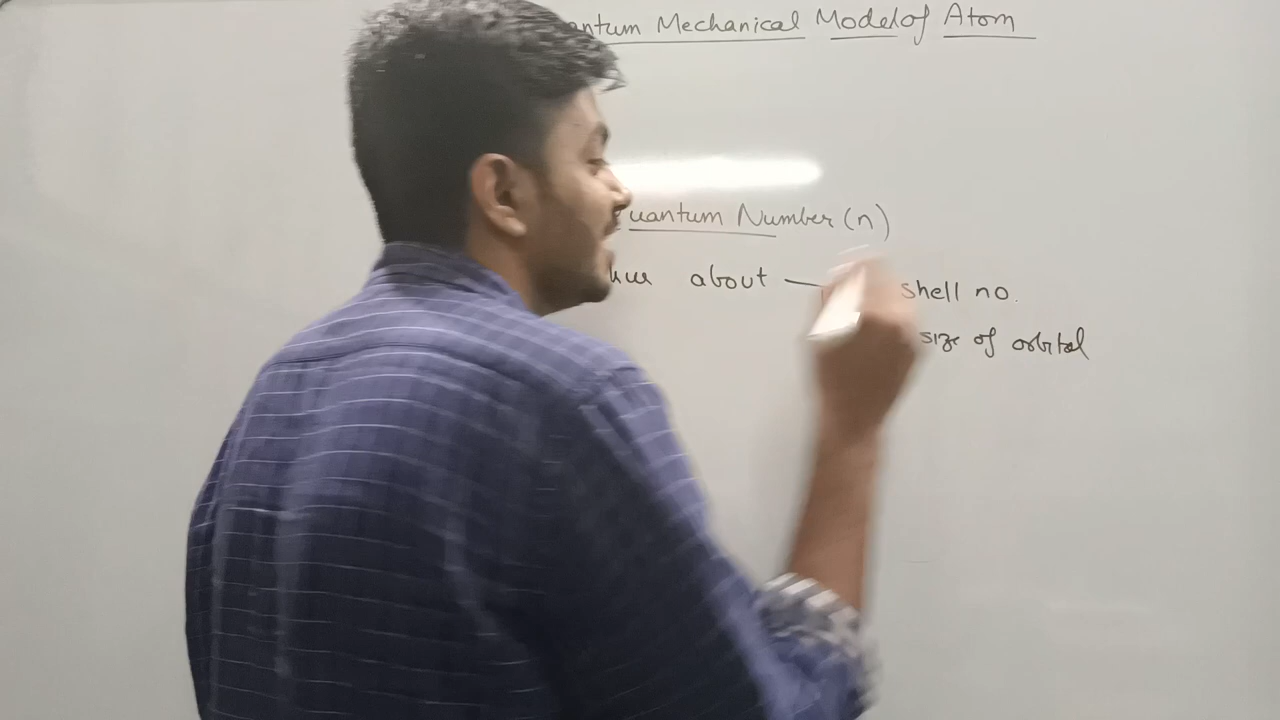 antum Mechanical Model of Atom
uantum Number (n)
about — shell no.
size of orbital